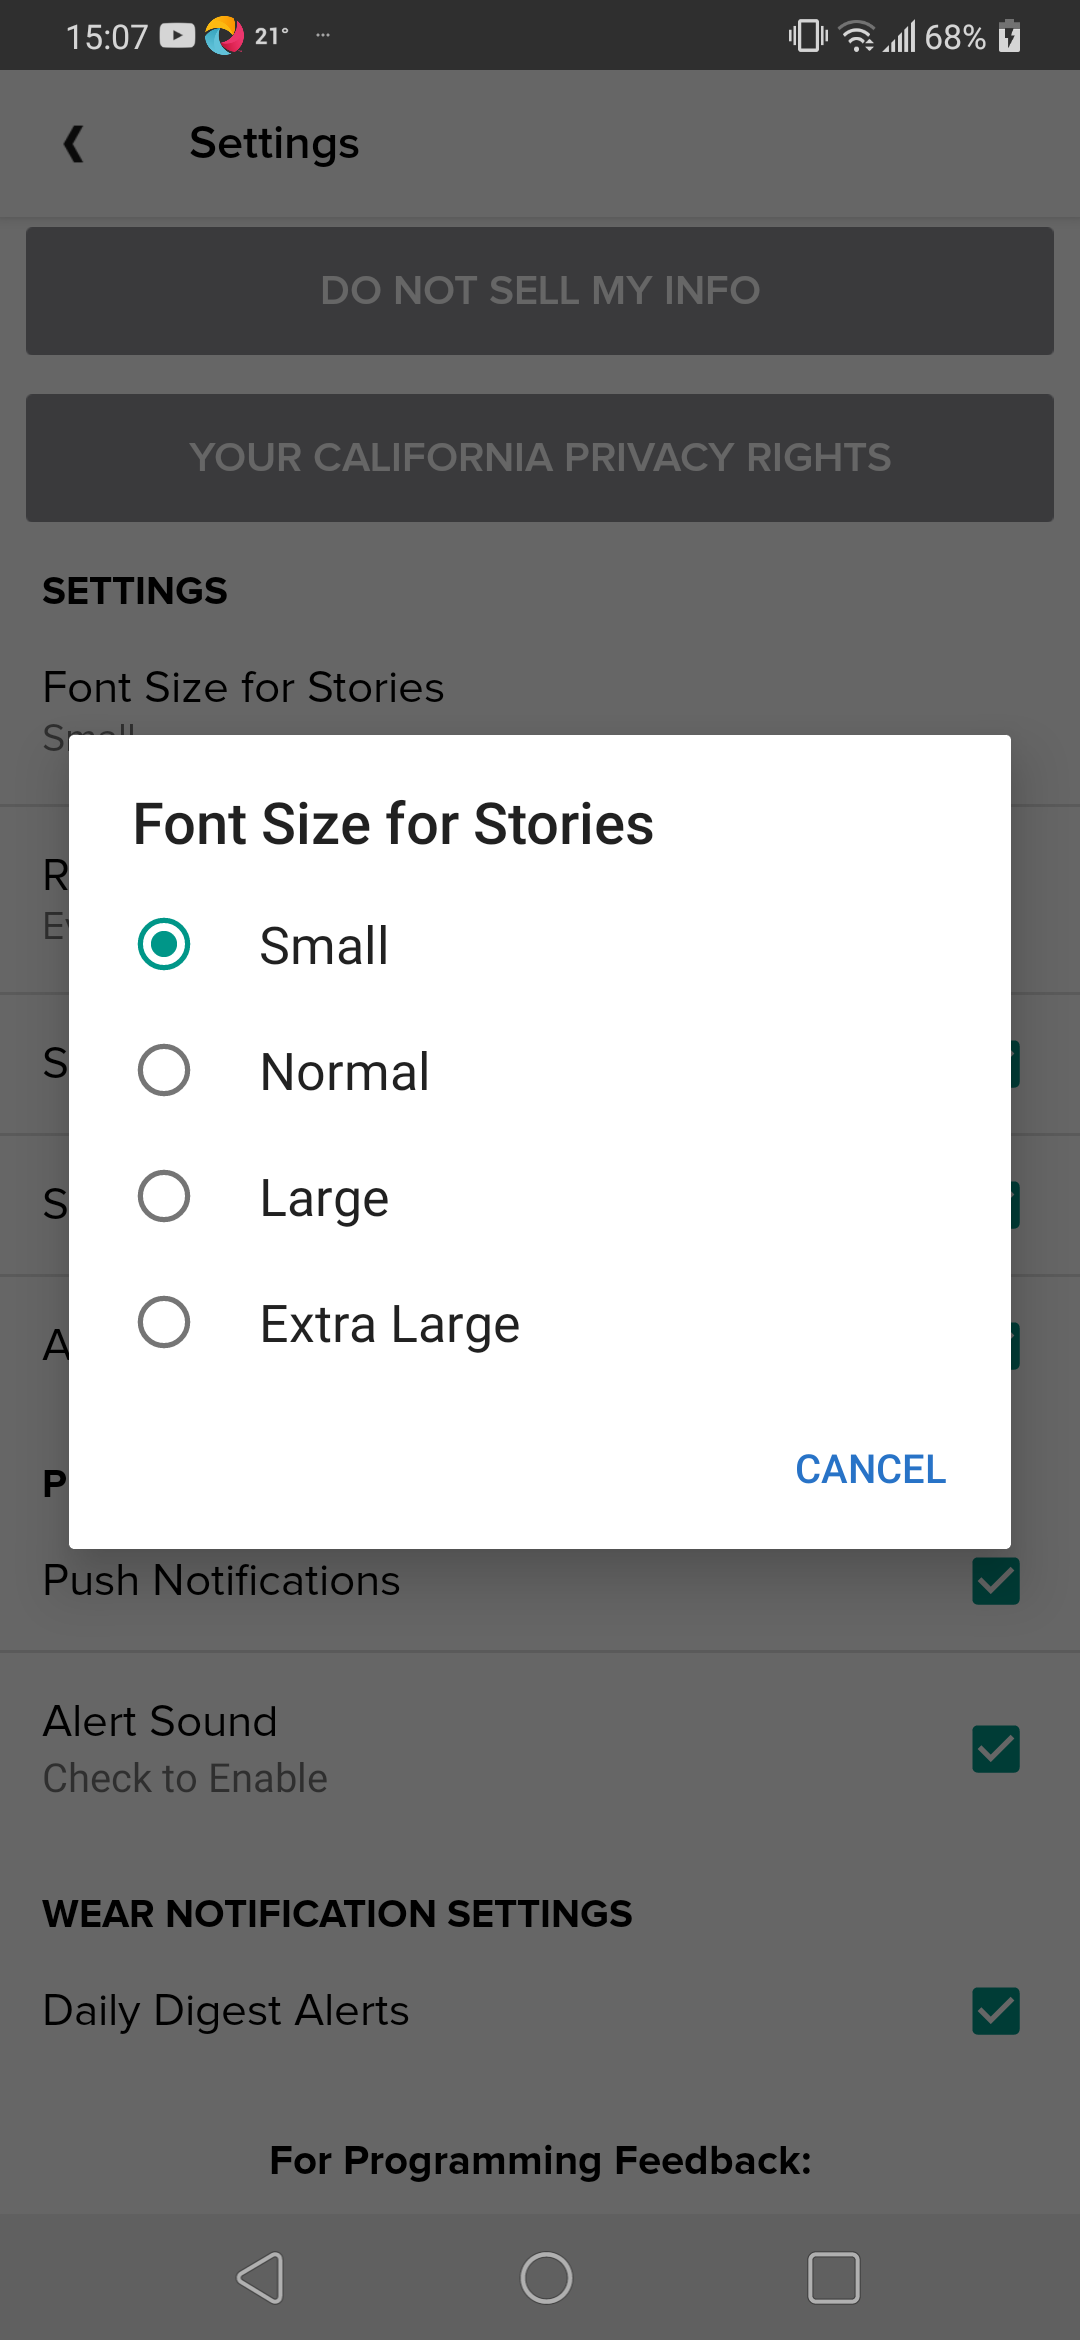 15:07 21° 68%
Settings
DO NOT SELL MY INFO
YOUR CALIFORNIA PRIVACY RIGHTS
SETTINGS
Font Size for Stories
Small
Font Size for Stories
Small
Normal
Large
Extra Large
CANCEL
Push Notifications
Alert Sound
Check to Enable
WEAR NOTIFICATION SETTINGS
Daily Digest Alerts
For Programming Feedback: